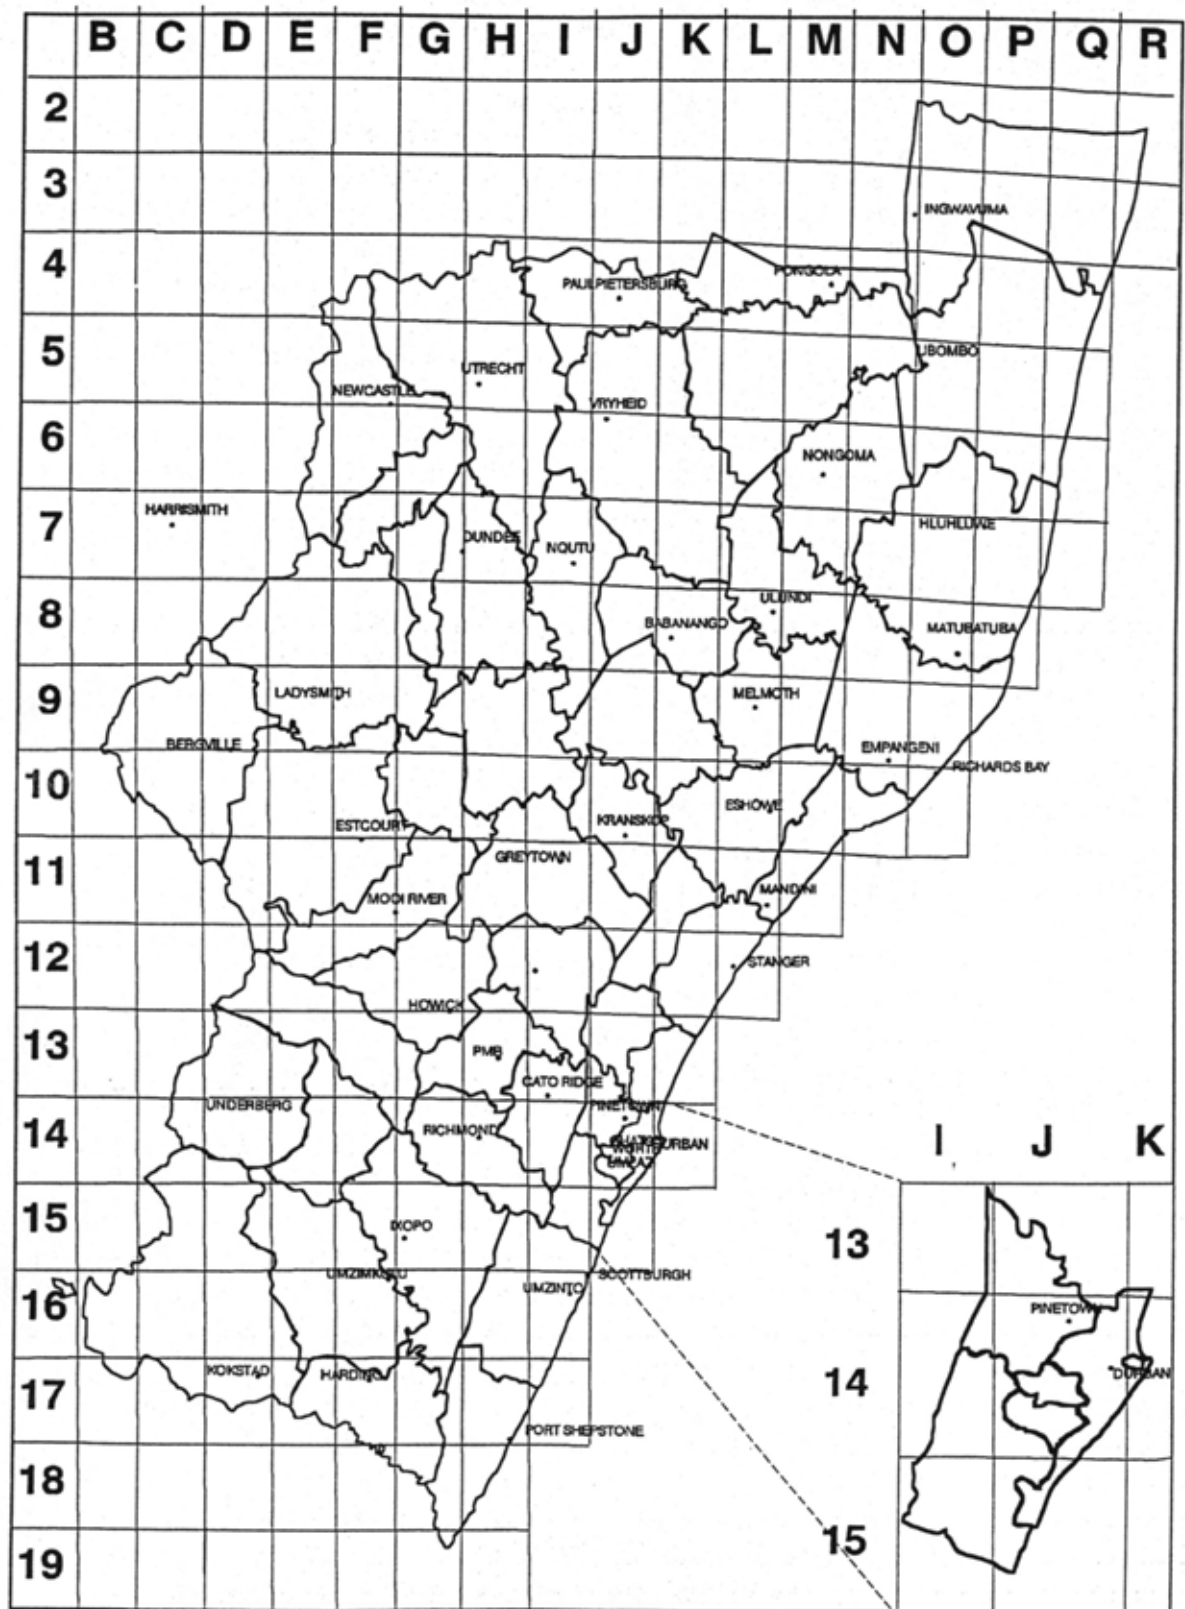 B C D E F G H I J K L M N O P Q R
2
3
INGWAVUMA
4
PONGOLA
PAULPIETERSBURG
5
UBOMBO
UTRECHT
NEWCASTLE
VRYHEID
6
NONGOMA
HARRISMITH
7
HLUHLUWE
DUNDEE
NQUTU
8
ULUNDI
BABANANGO
MATUBATUBA
9
LADYSMITH
MELMOTH
BERGVILLE
EMPANGENI
RICHARDS BAY
10
ESHOWE
KRANSKOP
ESTCOURT
11
GREYTOWN
MANDINI
MOOI RIVER
12
STANGER
HOWICK
13
PMB
CATO RIDGE
UNDERBERG
PINETOWN
14
RICHMOND
DURBAN
15
IXOPO
UMZIMKULU
SCOTTBURGH
16
UMZINTO
KOKSTAD
HARDING
17
PORT SHEPSTONE
18
19
I J K
13
PINETOWN
14
DURBAN
15